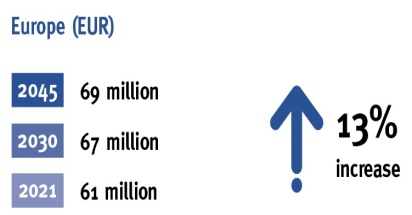 Europe (EUR)
2045 69 million
2030 67 million
2021 61 million
13%
increase